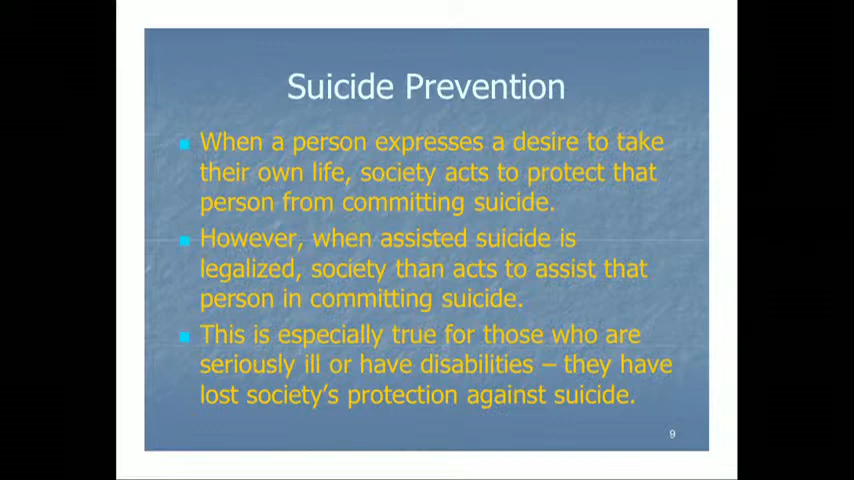 Suicide Prevention
When a person expresses a desire to take
their own life, society acts to protect that
person from committing suicide.
However, when assisted suicide is
legalized, society than acts to assist that
person in committing suicide.
This is especially true for those who are
seriously ill or have disabilities – they have
lost society's protection against suicide.
9